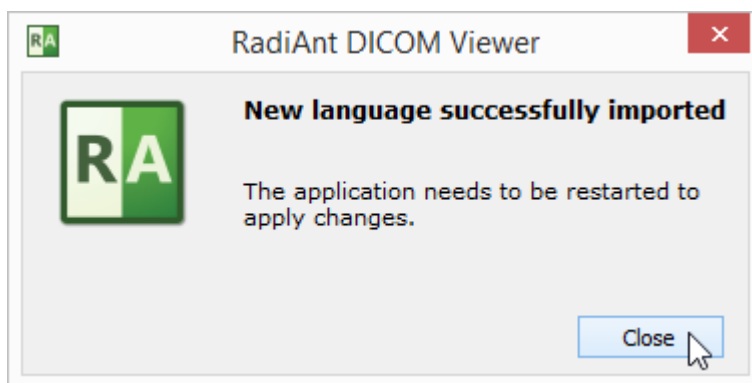 RA RadiAnt DICOM Viewer
RA
New language successfully imported
The application needs to be restarted to
apply changes.
Close